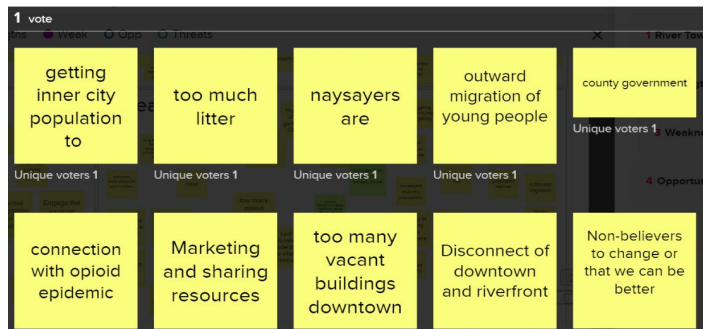 1 vote
Weak
Opp
Threats
1 River Tow
getting
inner city
population
to
too much
litter
naysayers
are
outward
migration of
young people
county government
Unique voters 1
Unique voters 1
Unique voters 1
Unique voters 1
Unique voters 1
3 Weakn
4 Opportun
connection
with opioid
epidemic
Marketing
and sharing
resources
too many
vacant
buildings
downtown
Disconnect of
downtown
and riverfront
Non-believers
to change or
that we can be
better